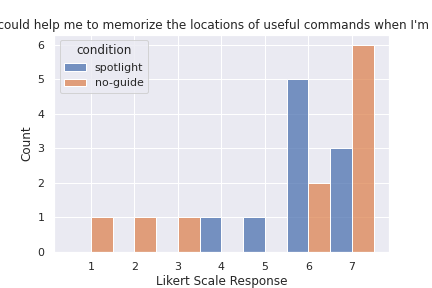 could help me to memorize the locations of useful commands when I'm
condition
spotlight
no-guide
6
5
4
3
2
1
0
Count
1 2 3 4 5 6 7
Likert Scale Response